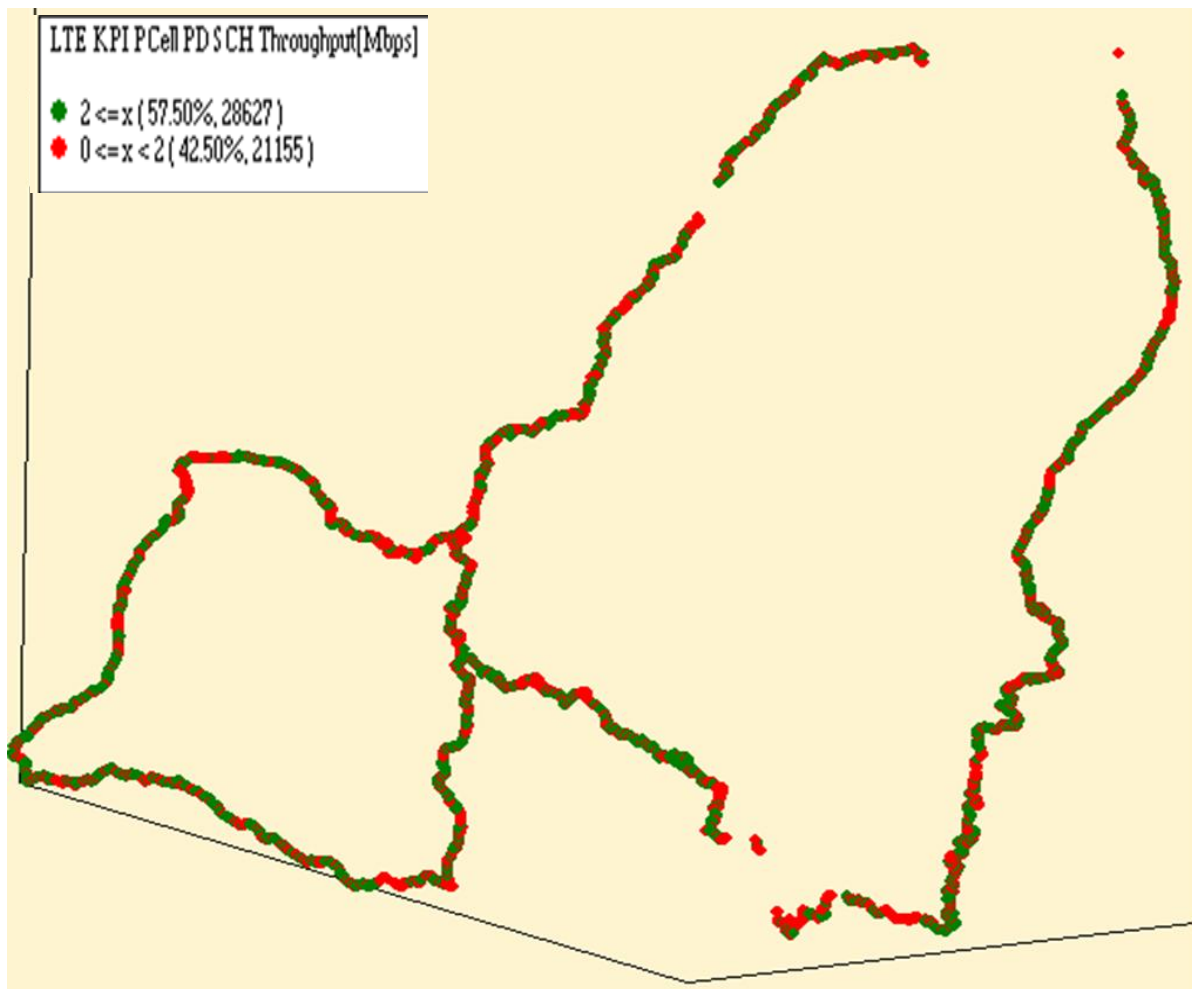 LTE KPI PCell PDSCH Throughput[Mbps]
2 <= x ( 57.50%, 28627 )
0 <= x < 2 ( 42.50%, 21155 )